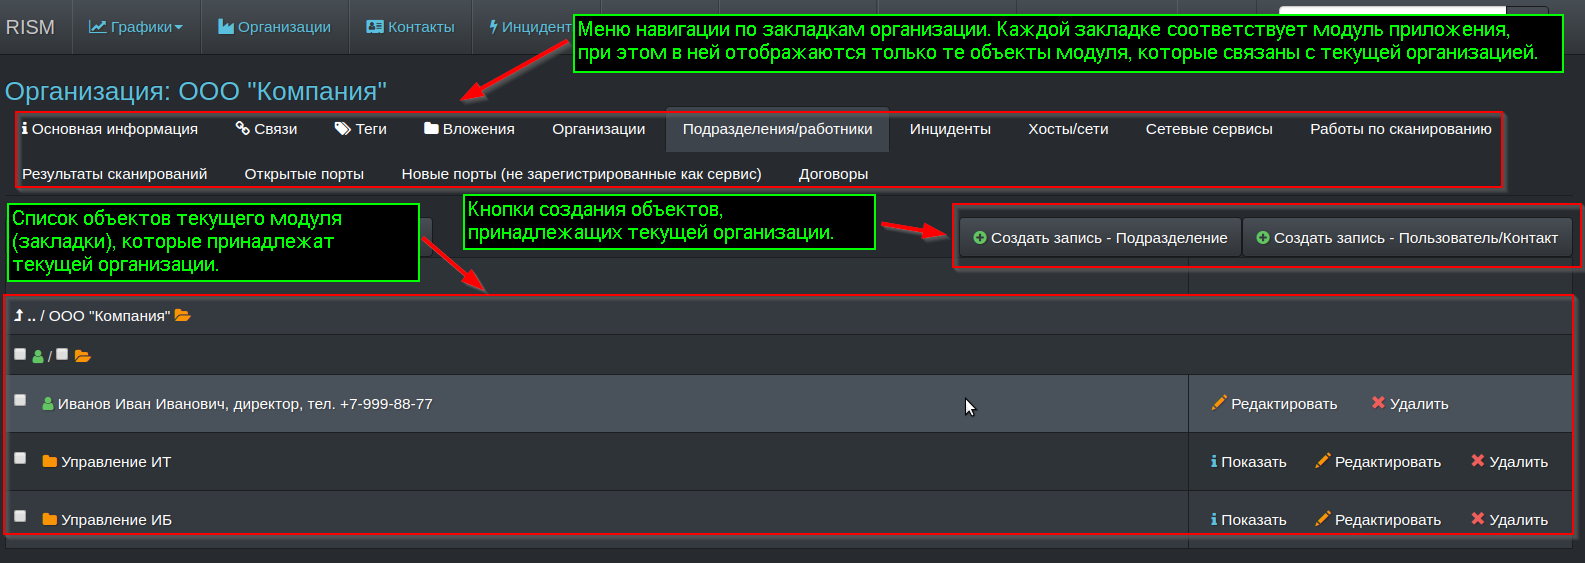 RISM Графики Организации Контакты Инцидент
Меню навигации по закладкам организации. Каждой закладке соответствует модуль приложения,
при этом в ней отображаются только те объекты модуля, которые связаны с текущей организацией.
Организация: ООО "Компания"
Основная информация Связи Теги Вложения Организации Подразделения/работники Инциденты Хосты/сети Сетевые сервисы Работы по сканированию
Результаты сканирований Открытые порты Новые порты (не зарегистрированные как сервис) Договоры
Список объектов текущего модуля
(закладки), которые принадлежат
текущей организации.
Кнопки создания объектов,
принадлежащих текущей организации.
Создать запись - Подразделение Создать запись - Пользователь/Контакт
.. / ООО "Компания"
/
Иванов Иван Иванович, директор, тел. +7-999-88-77 Редактировать Удалить
Управление ИТ Показать Редактировать Удалить
Управление ИБ Показать Редактировать Удалить